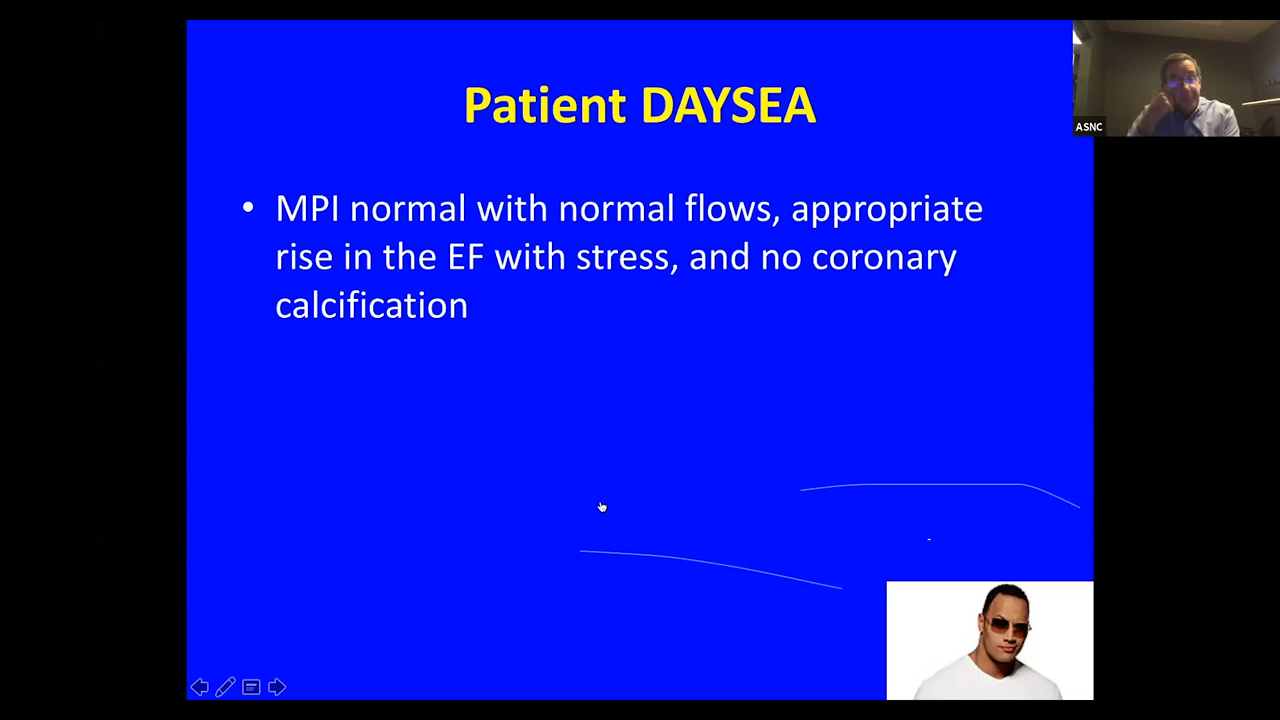 Patient DAYSEA
ASNC
• MPI normal with normal flows, appropriate
rise in the EF with stress, and no coronary
calcification